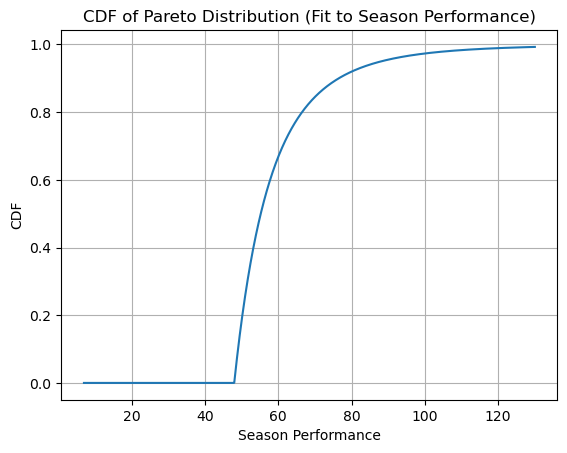 CDF of Pareto Distribution (Fit to Season Performance)
1.0
0.8
0.6
0.4
0.2
0.0
CDF
20 40 60 80 100 120
Season Performance